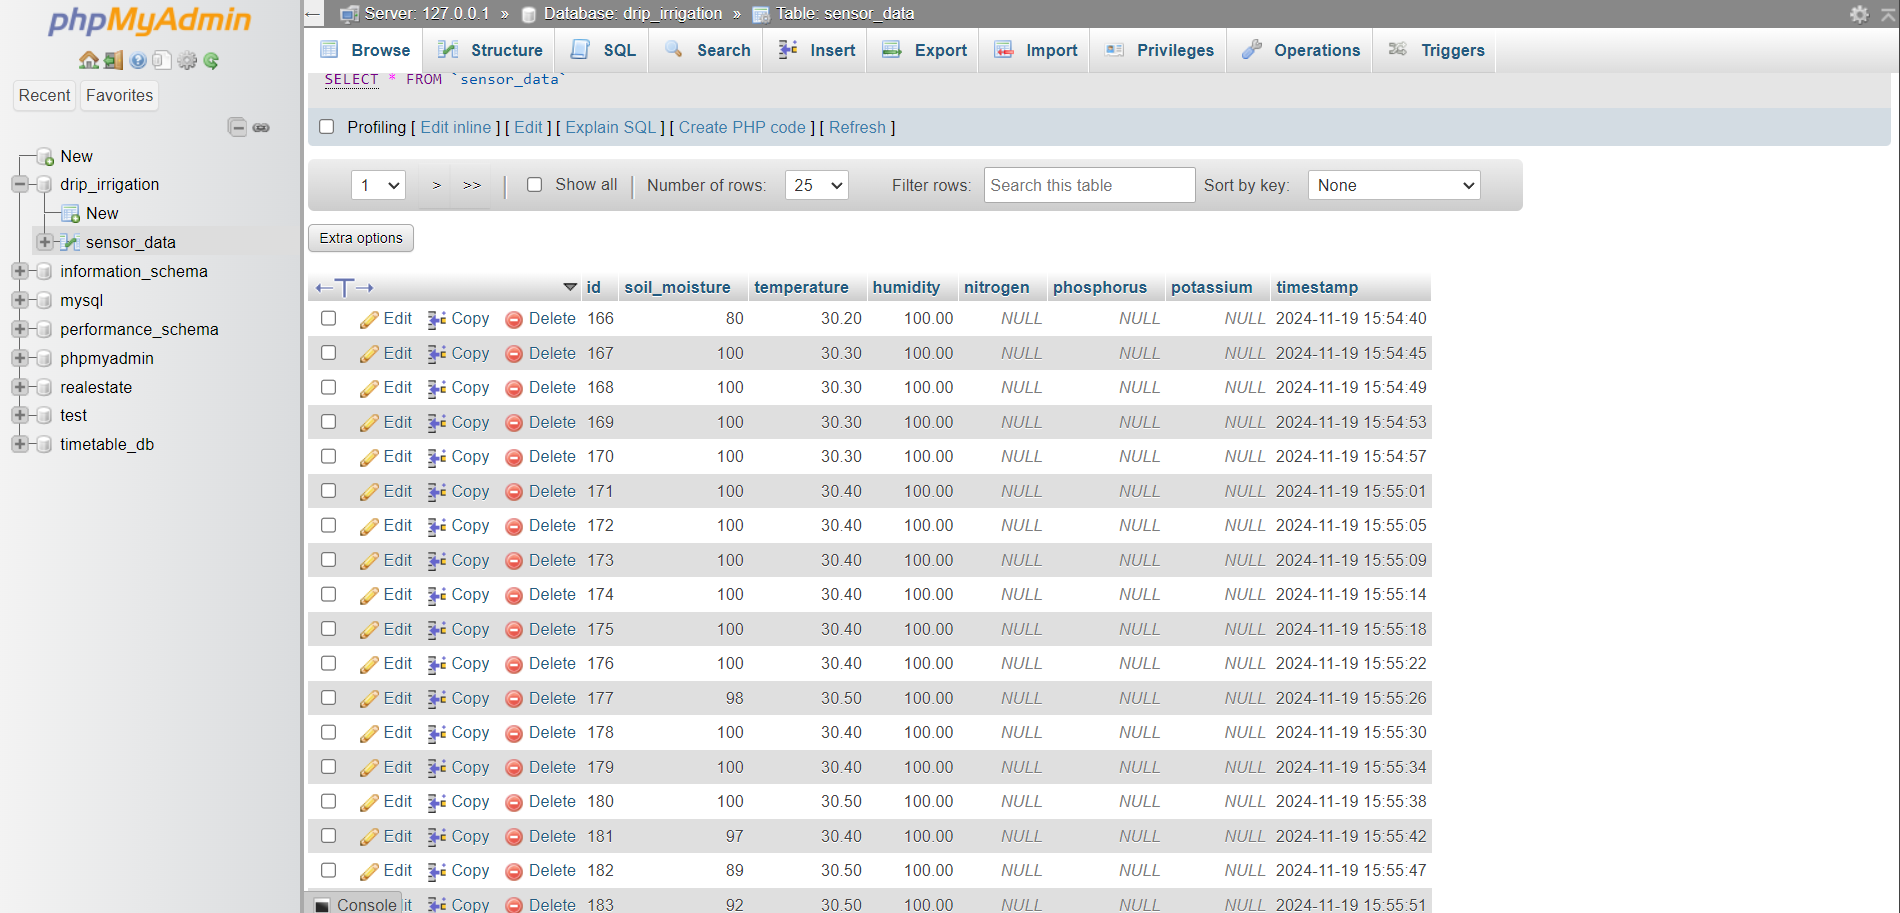 phpMyAdmin
Recent Favorites
New
drip_irrigation
New
sensor_data
information_schema
mysql
performance_schema
phpmyadmin
realestate
test
timetable_db
Server: 127.0.0.1 » Database: drip_irrigation » Table: sensor_data
Browse Structure SQL Search Insert Export Import Privileges Operations Triggers
SELECT * FROM `sensor_data`
Profiling [ Edit inline ] [ Edit ] [ Explain SQL ] [ Create PHP code ] [ Refresh ]
1 > >> | Show all | Number of rows: 25 Filter rows: Search this table Sort by key: None
Extra options
←T→ id soil_moisture temperature humidity nitrogen phosphorus potassium timestamp
Edit Copy Delete 166 80 30.20 100.00 NULL NULL NULL 2024-11-19 15:54:40
Edit Copy Delete 167 100 30.30 100.00 NULL NULL NULL 2024-11-19 15:54:45
Edit Copy Delete 168 100 30.30 100.00 NULL NULL NULL 2024-11-19 15:54:49
Edit Copy Delete 169 100 30.30 100.00 NULL NULL NULL 2024-11-19 15:54:53
Edit Copy Delete 170 100 30.30 100.00 NULL NULL NULL 2024-11-19 15:54:57
Edit Copy Delete 171 100 30.40 100.00 NULL NULL NULL 2024-11-19 15:55:01
Edit Copy Delete 172 100 30.40 100.00 NULL NULL NULL 2024-11-19 15:55:05
Edit Copy Delete 173 100 30.40 100.00 NULL NULL NULL 2024-11-19 15:55:09
Edit Copy Delete 174 100 30.40 100.00 NULL NULL NULL 2024-11-19 15:55:14
Edit Copy Delete 175 100 30.40 100.00 NULL NULL NULL 2024-11-19 15:55:18
Edit Copy Delete 176 100 30.40 100.00 NULL NULL NULL 2024-11-19 15:55:22
Edit Copy Delete 177 98 30.50 100.00 NULL NULL NULL 2024-11-19 15:55:26
Edit Copy Delete 178 100 30.40 100.00 NULL NULL NULL 2024-11-19 15:55:30
Edit Copy Delete 179 100 30.40 100.00 NULL NULL NULL 2024-11-19 15:55:34
Edit Copy Delete 180 100 30.50 100.00 NULL NULL NULL 2024-11-19 15:55:38
Edit Copy Delete 181 97 30.40 100.00 NULL NULL NULL 2024-11-19 15:55:42
Edit Copy Delete 182 89 30.50 100.00 NULL NULL NULL 2024-11-19 15:55:47
Console it Copy Delete 183 92 30.50 100.00 NULL NULL NULL 2024-11-19 15:55:51